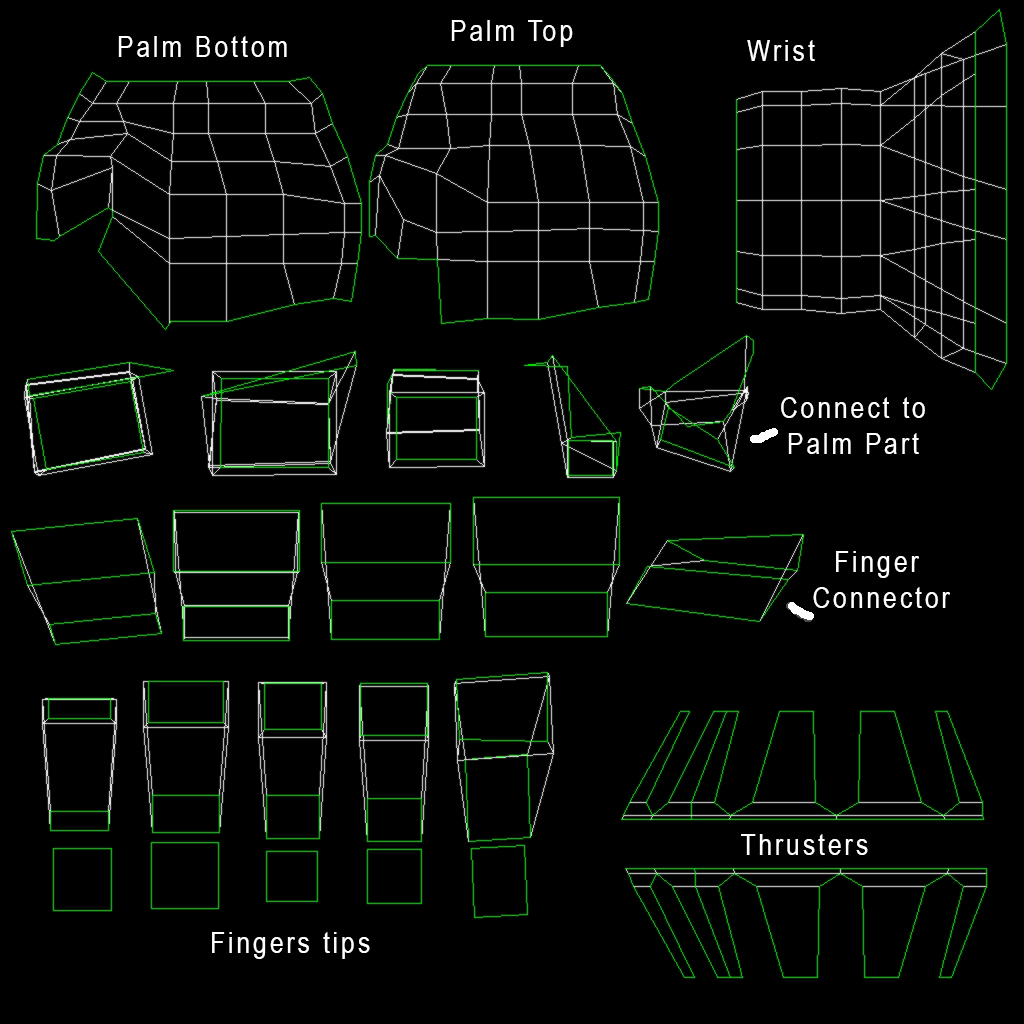 Palm Bottom
Palm Top
Wrist
Connect to
Palm Part
Finger
Connector
Thrusters
Fingers tips